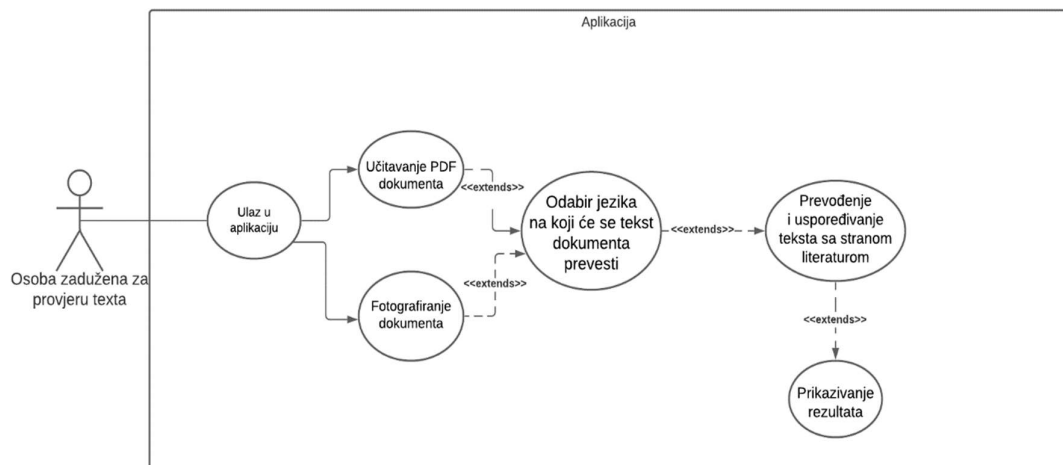 Aplikacija
Osoba zadužena za
provjeru texta
Ulaz u
aplikaciju
Učitavanje PDF
dokumenta
<<extends>>
Fotografiranje
dokumenta
<<extends>>
Odabir jezika
na koji će se tekst
dokumenta
prevesti
<<extends>>
Prevođenje
i uspoređivanje
teksta sa stranom
literaturom
<<extends>>
Prikazivanje
rezultata